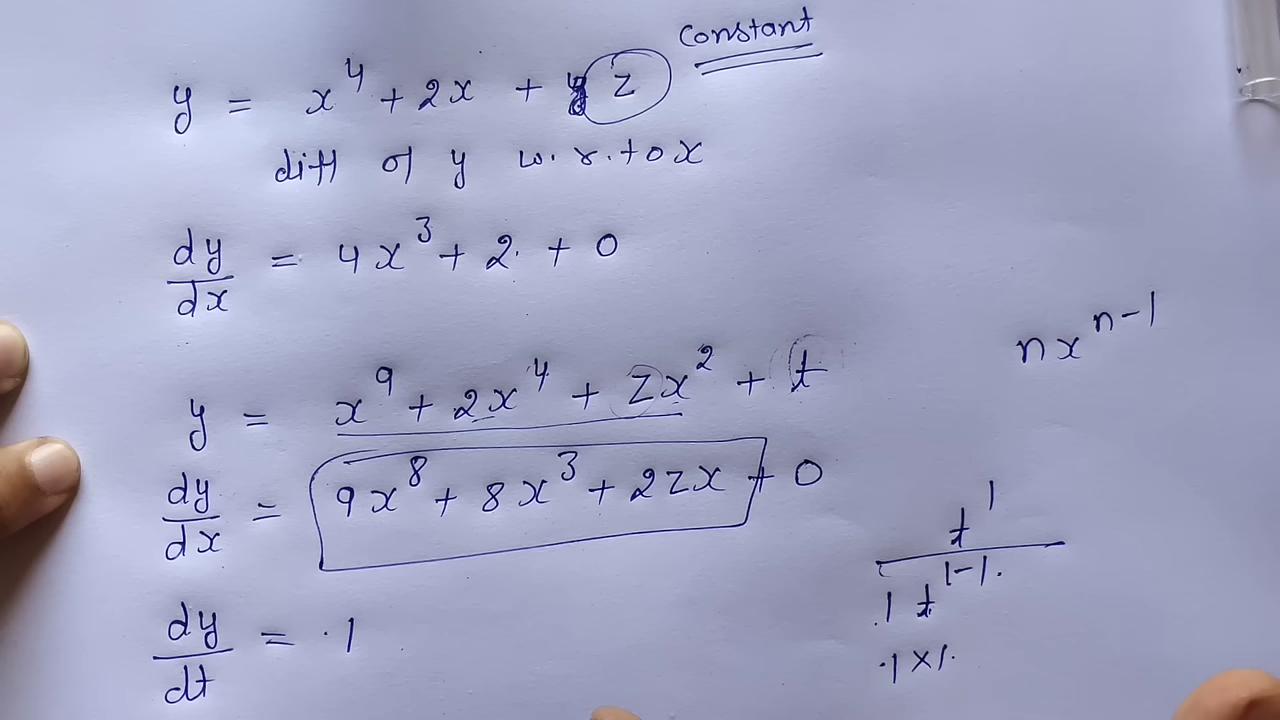 constant
y = x⁴ + 2x + z
diff of y w.r.to x
dy/dx = 4x³ + 2 + 0
nxⁿ⁻¹
y = x⁹ + 2x⁴ + zx² + t
dy/dx = 9x⁸ + 8x³ + 2zx + 0
t¹
1 t¹⁻¹
dy/dt = 1
1×1